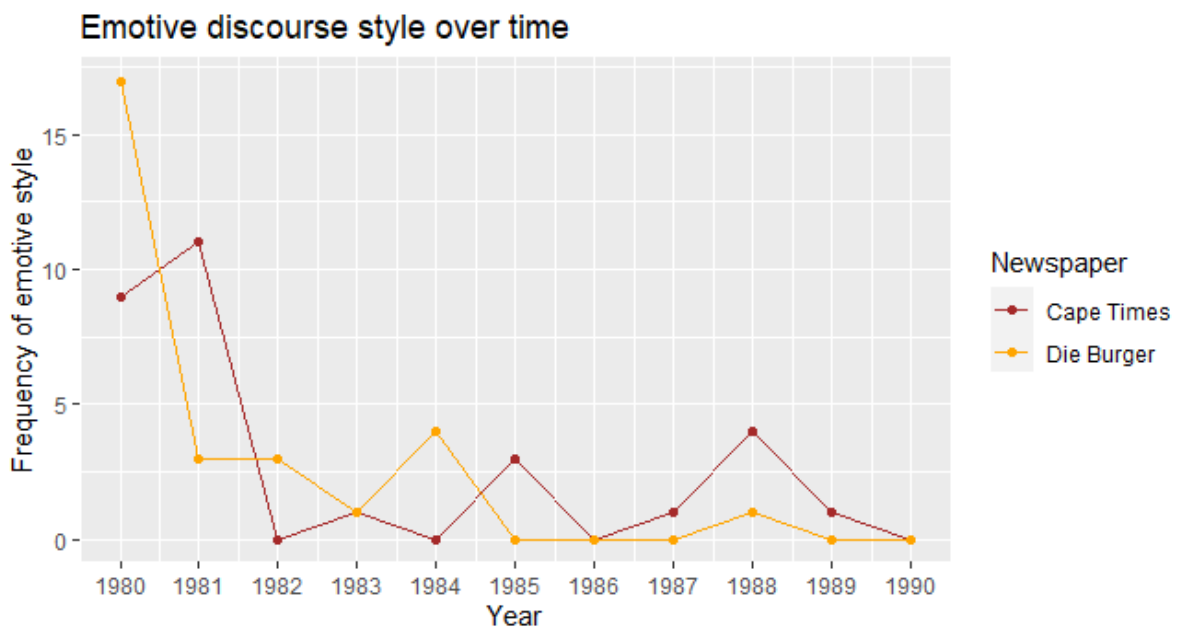 Emotive discourse style over time
Frequency of emotive style
15
10
5
0
1980 1981 1982 1983 1984 1985 1986 1987 1988 1989 1990
Year
Newspaper
Cape Times
Die Burger